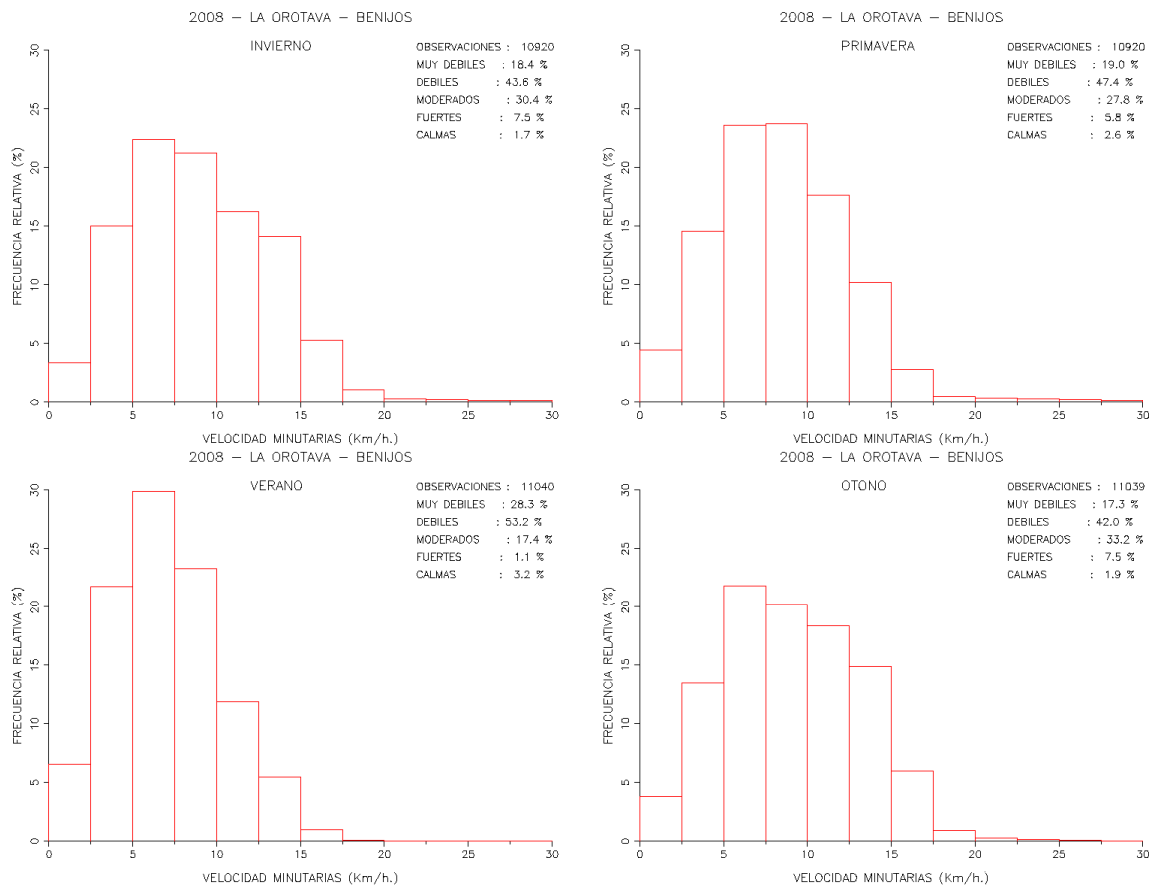 2008 – LA OROTAVA – BENIJOS
INVIERNO
OBSERVACIONES : 10920
MUY DEBILES : 18.4 %
DEBILES : 43.6 %
MODERADOS : 30.4 %
FUERTES : 7.5 %
CALMAS : 1.7 %
FRECUENCIA RELATIVA (%)
30
25
20
15
10
5
0
0 5 10 15 20 25 30
VELOCIDAD MINUTARIAS (Km/h.)
2008 – LA OROTAVA – BENIJOS
PRIMAVERA
OBSERVACIONES : 10920
MUY DEBILES : 19.0 %
DEBILES : 47.4 %
MODERADOS : 27.8 %
FUERTES : 5.8 %
CALMAS : 2.6 %
FRECUENCIA RELATIVA (%)
30
25
20
15
10
5
0
0 5 10 15 20 25 30
VELOCIDAD MINUTARIAS (Km/h.)
2008 – LA OROTAVA – BENIJOS
VERANO
OBSERVACIONES : 11040
MUY DEBILES : 28.3 %
DEBILES : 53.2 %
MODERADOS : 17.4 %
FUERTES : 1.1 %
CALMAS : 3.2 %
FRECUENCIA RELATIVA (%)
30
25
20
15
10
5
0
0 5 10 15 20 25 30
VELOCIDAD MINUTARIAS (Km/h.)
2008 – LA OROTAVA – BENIJOS
OTONO
OBSERVACIONES : 11039
MUY DEBILES : 17.3 %
DEBILES : 42.0 %
MODERADOS : 33.2 %
FUERTES : 7.5 %
CALMAS : 1.9 %
FRECUENCIA RELATIVA (%)
30
25
20
15
10
5
0
0 5 10 15 20 25 30
VELOCIDAD MINUTARIAS (Km/h.)